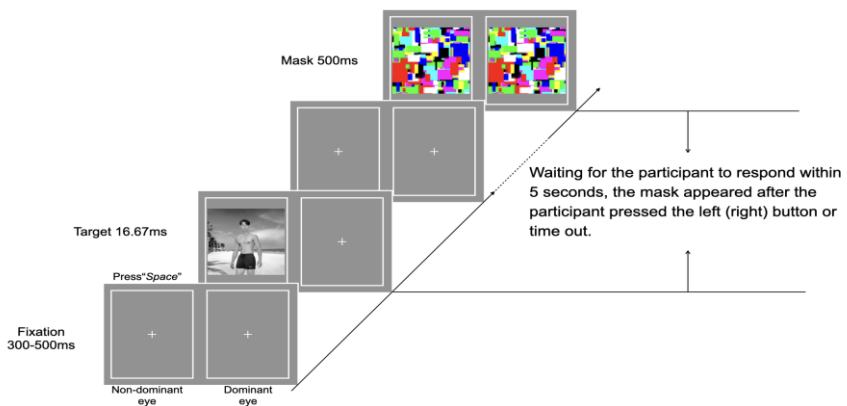 Mask 500ms
Waiting for the participant to respond within
5 seconds, the mask appeared after the
participant pressed the left (right) button or
time out.
Target 16.67ms
Press“Space”
Fixation
300-500ms
Non-dominant
eye
Dominant
eye